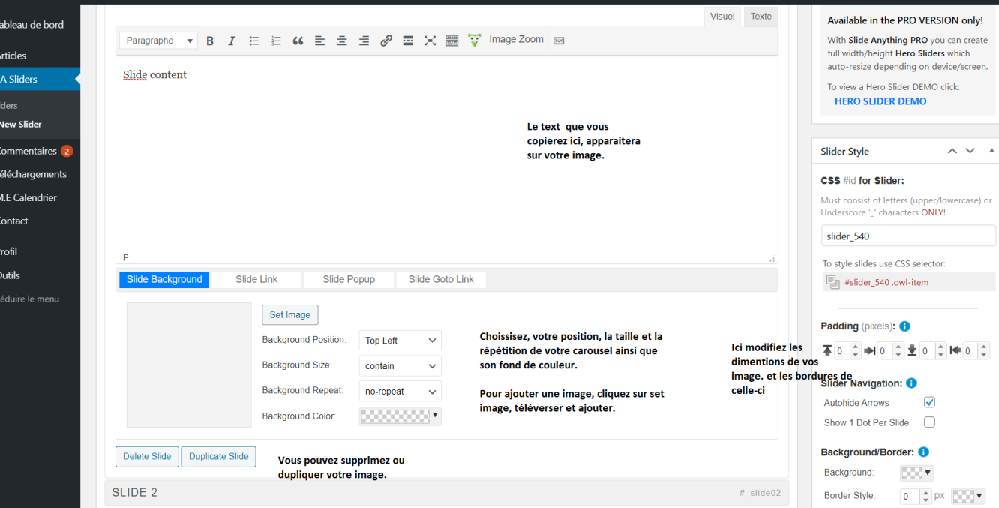 Visuel Texte
Paragraphe B I Image Zoom
Slide content
Le text que vous
copierez ici, apparaitera
sur votre image.
P
Slide Background Slide Link Slide Popup Slide Goto Link
Set Image
Background Position: Top Left
Background Size: contain
Background Repeat: no-repeat
Background Color:
Choissisez, votre position, la taille et la
répétition de votre carousel ainsi que
son fond de couleur.
Pour ajouter une image, cliquez sur set
image, téléverser et ajouter.
Ici modifiez les
dimentions de vos
image. et les bordures de
celle-ci
Delete Slide Duplicate Slide
Vous pouvez supprimez ou
dupliquer votre image.
SLIDE 2 #_slide02
ableau de bord
rticles
A Sliders
ders
New Slider
ommentaires 2
éléchargements
M.E Calendrier
ontact
rofil
Outils
éduire le menu
Available in the PRO VERSION only!
With Slide Anything PRO you can create
full width/height Hero Sliders which
auto-resize depending on device/screen.
To view a Hero Slider DEMO click:
HERO SLIDER DEMO
Slider Style
CSS #id for Slider:
Must consist of letters (upper/lowercase) or
Underscore '_' characters ONLY!
slider_540
To style slides use CSS selector:
#slider_540 .owl-item
Padding (pixels):
0 0 0 0
Slider Navigation:
Autohide Arrows
Show 1 Dot Per Slide
Background/Border:
Background:
Border Style: 0 px